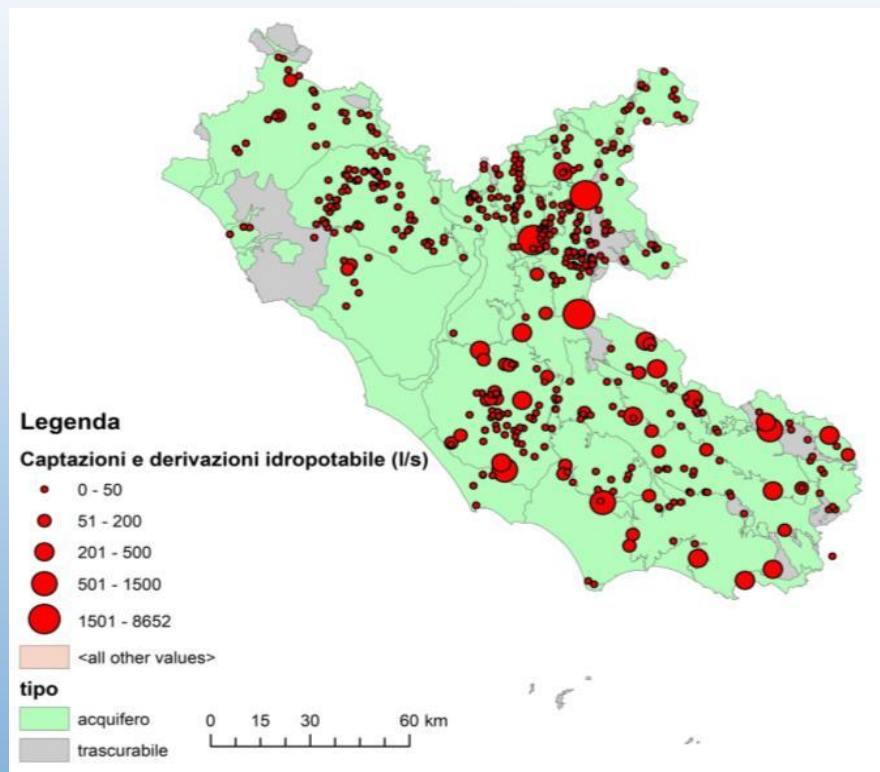 Legenda
Captazioni e derivazioni idropotabile (l/s)
0 - 50
51 - 200
201 - 500
501 - 1500
1501 - 8652
<all other values>
tipo
acquifero
trascurabile
0 15 30 60 km